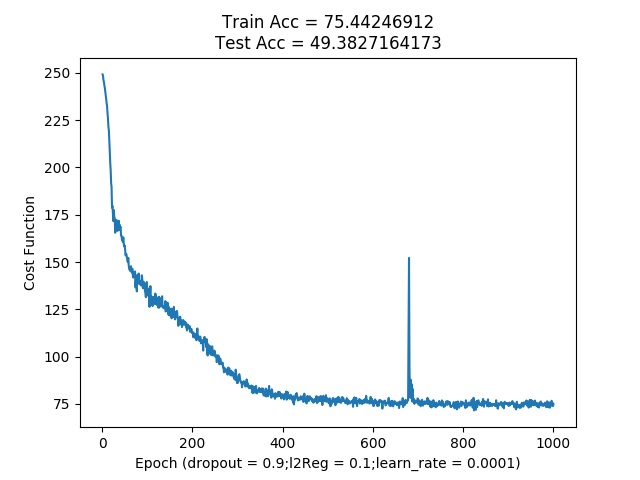 Train Acc = 75.44246912
Test Acc = 49.3827164173
250
225
200
175
150
125
100
75
Cost Function
0 200 400 600 800 1000
Epoch (dropout = 0.9;l2Reg = 0.1;learn_rate = 0.0001)